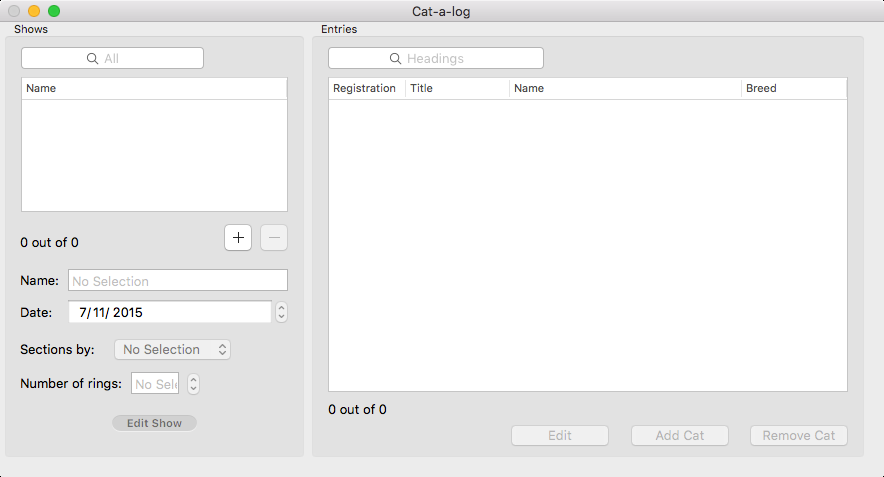 Cat-a-log
Shows
All
Name
0 out of 0
Name: No Selection
Date: 7/11/2015
Sections by: No Selection
Number of rings: No Sele
Edit Show
Entries
Headings
Registration Title Name Breed
0 out of 0
Edit Add Cat Remove Cat